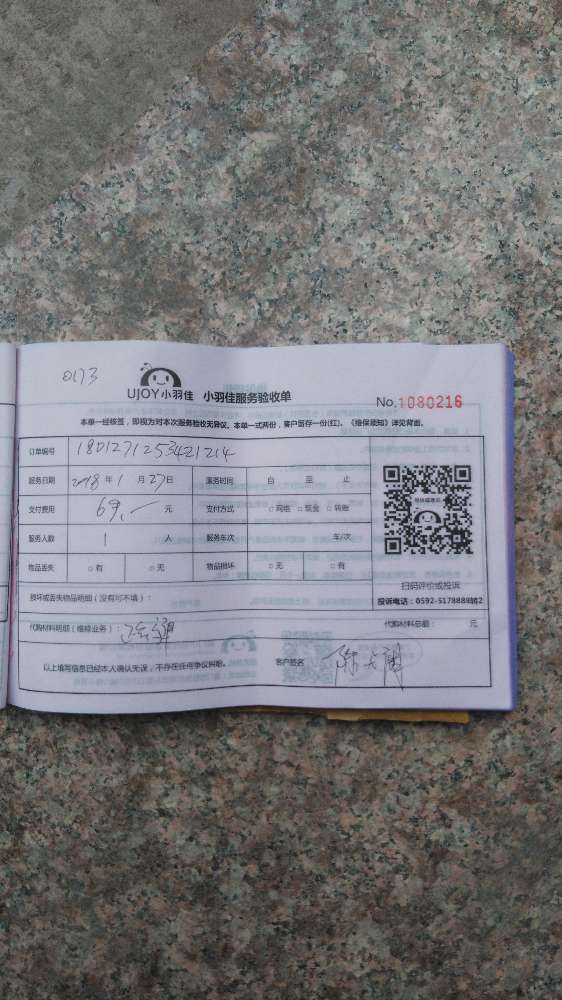 0173
UJOY小羽佳 小羽佳服务验收单 No.1080216
本单一经核签，即视为对本次服务验收无异议。本单一式两份，客户留存一份(红)。《维保须知》详见背面。
订单编号 1801271253421214
服务日期 2018年1月27日 服务时间 自 至 止
支付费用 69.- 元 支付方式 □网络 □现金 □转账
服务人数 1 人 服务车次 车/次
物品丢失 □有 □无 物品损坏 □无 □有
扫码评价或投诉
损坏或丢失物品明细（没有可不填）：
投诉电话：0592-5178888转2
代购材料明细（维修业务）： 代购材料总额： 元
以上填写信息已经本人确认无误，不存在任何争议纠纷。 客户签名